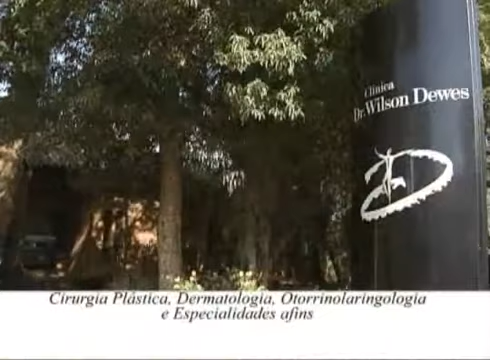 Clínica
Dr. Wilson Dewes
Cirurgia Plástica, Dermatologia, Otorrinolaringologia
e Especialidades afins